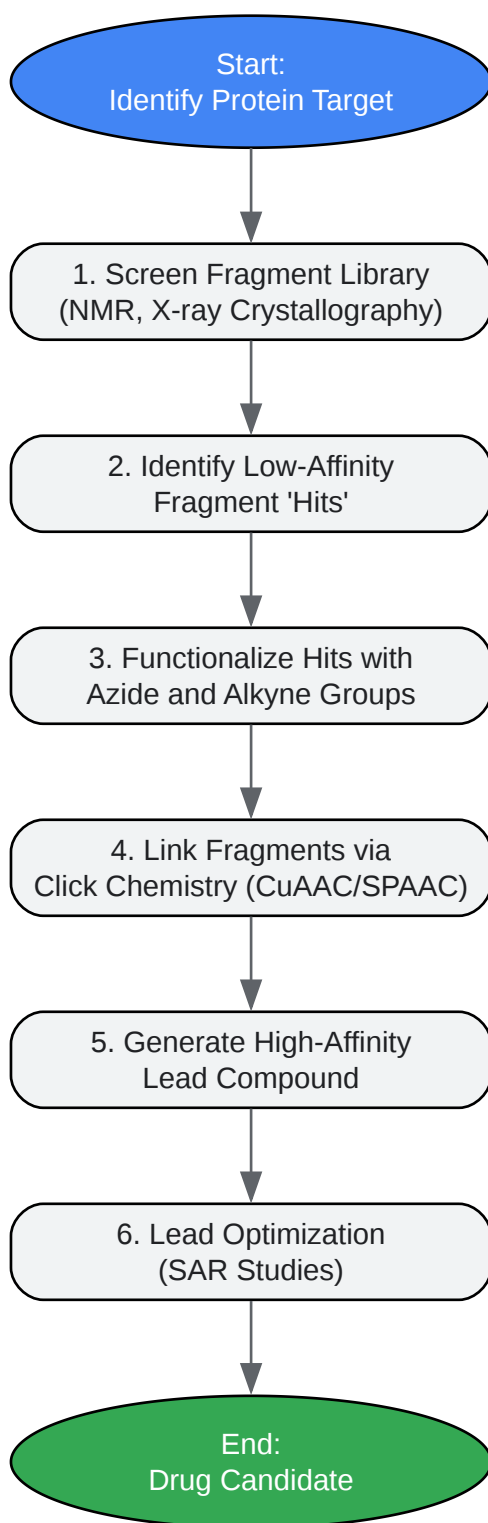 Start:
Identify Protein Target
1. Screen Fragment Library
(NMR, X-ray Crystallography)
2. Identify Low-Affinity
Fragment 'Hits'
3. Functionalize Hits with
Azide and Alkyne Groups
4. Link Fragments via
Click Chemistry (CuAAC/SPAAC)
5. Generate High-Affinity
Lead Compound
6. Lead Optimization
(SAR Studies)
End:
Drug Candidate